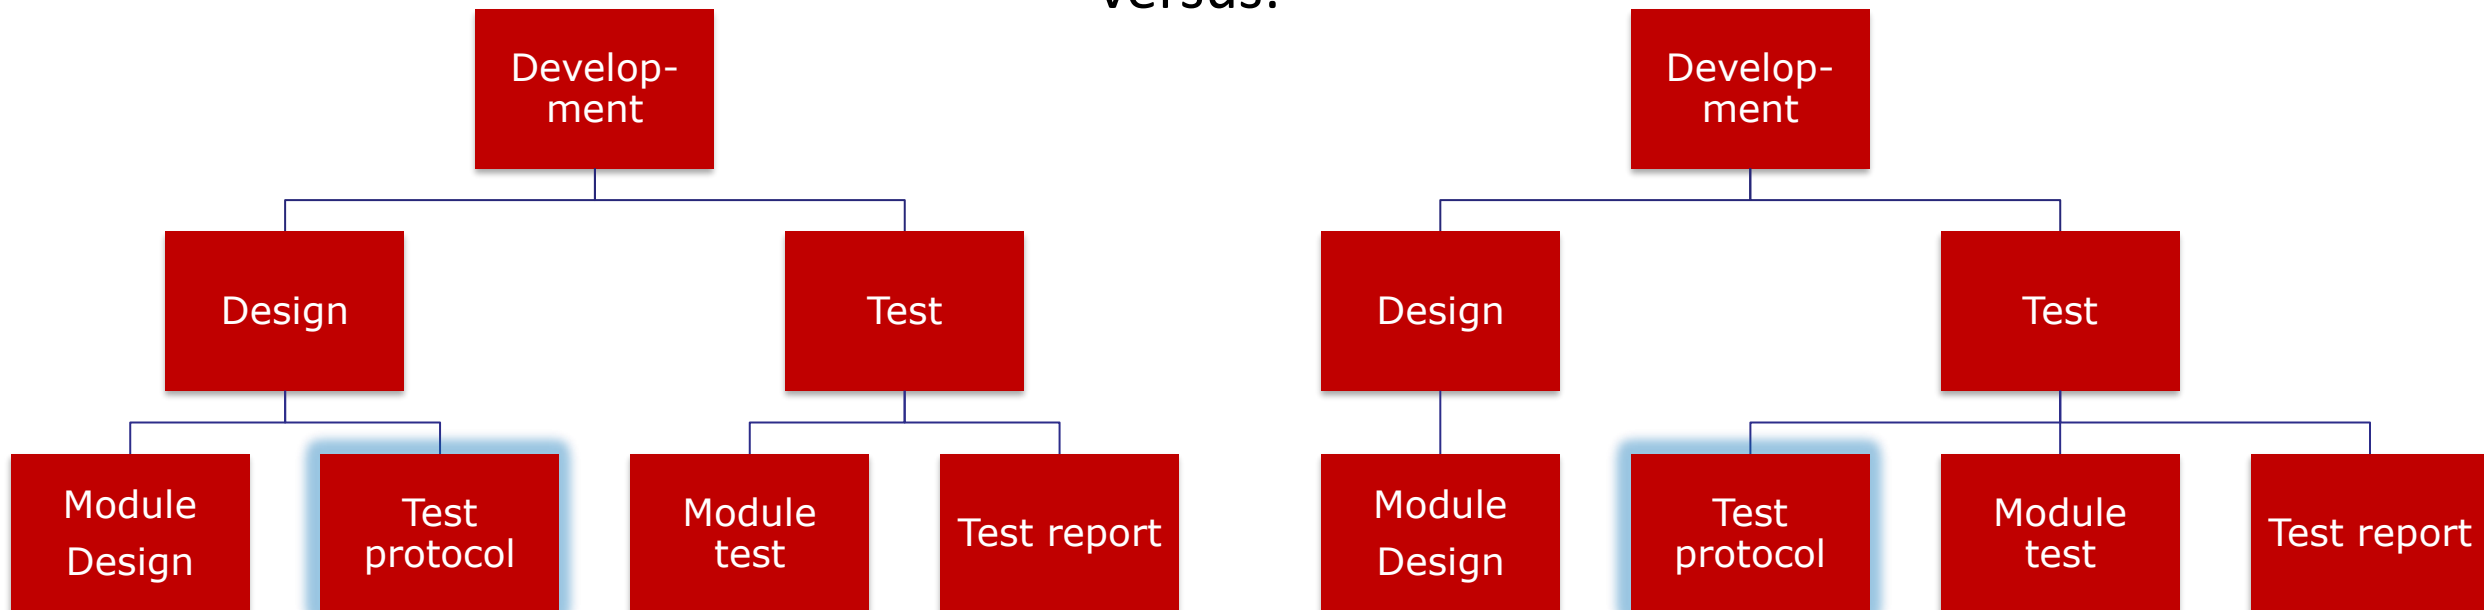 versus:
Develop-
ment
Design
Test
Module
Design
Test
protocol
Module
test
Test report
Develop-
ment
Design
Test
Module
Design
Test
protocol
Module
test
Test report